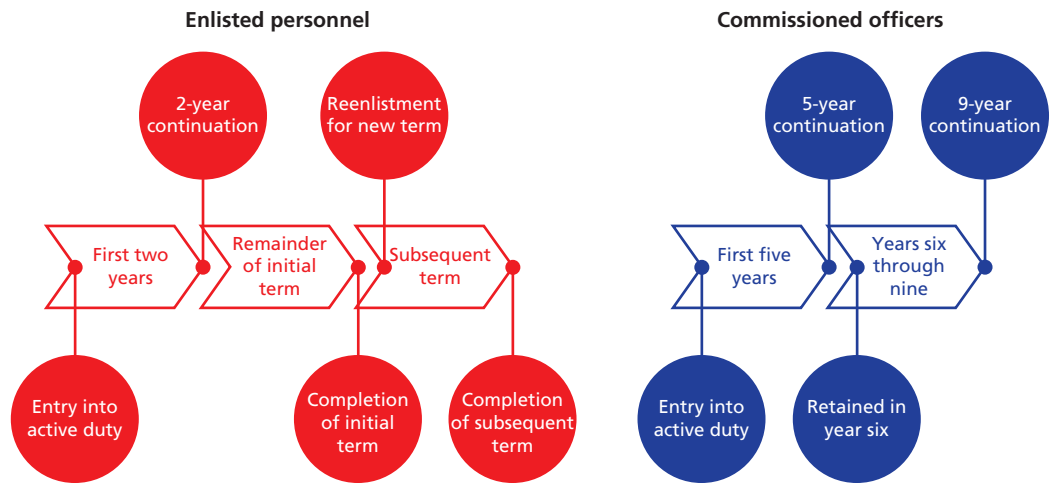 Enlisted personnel
2-year
continuation
Reenlistment
for new term
First two
years
Remainder
of initial
term
Subsequent
term
Entry into
active duty
Completion
of initial
term
Completion
of subsequent
term
Commissioned officers
5-year
continuation
9-year
continuation
First five
years
Years six
through
nine
Entry into
active duty
Retained in
year six